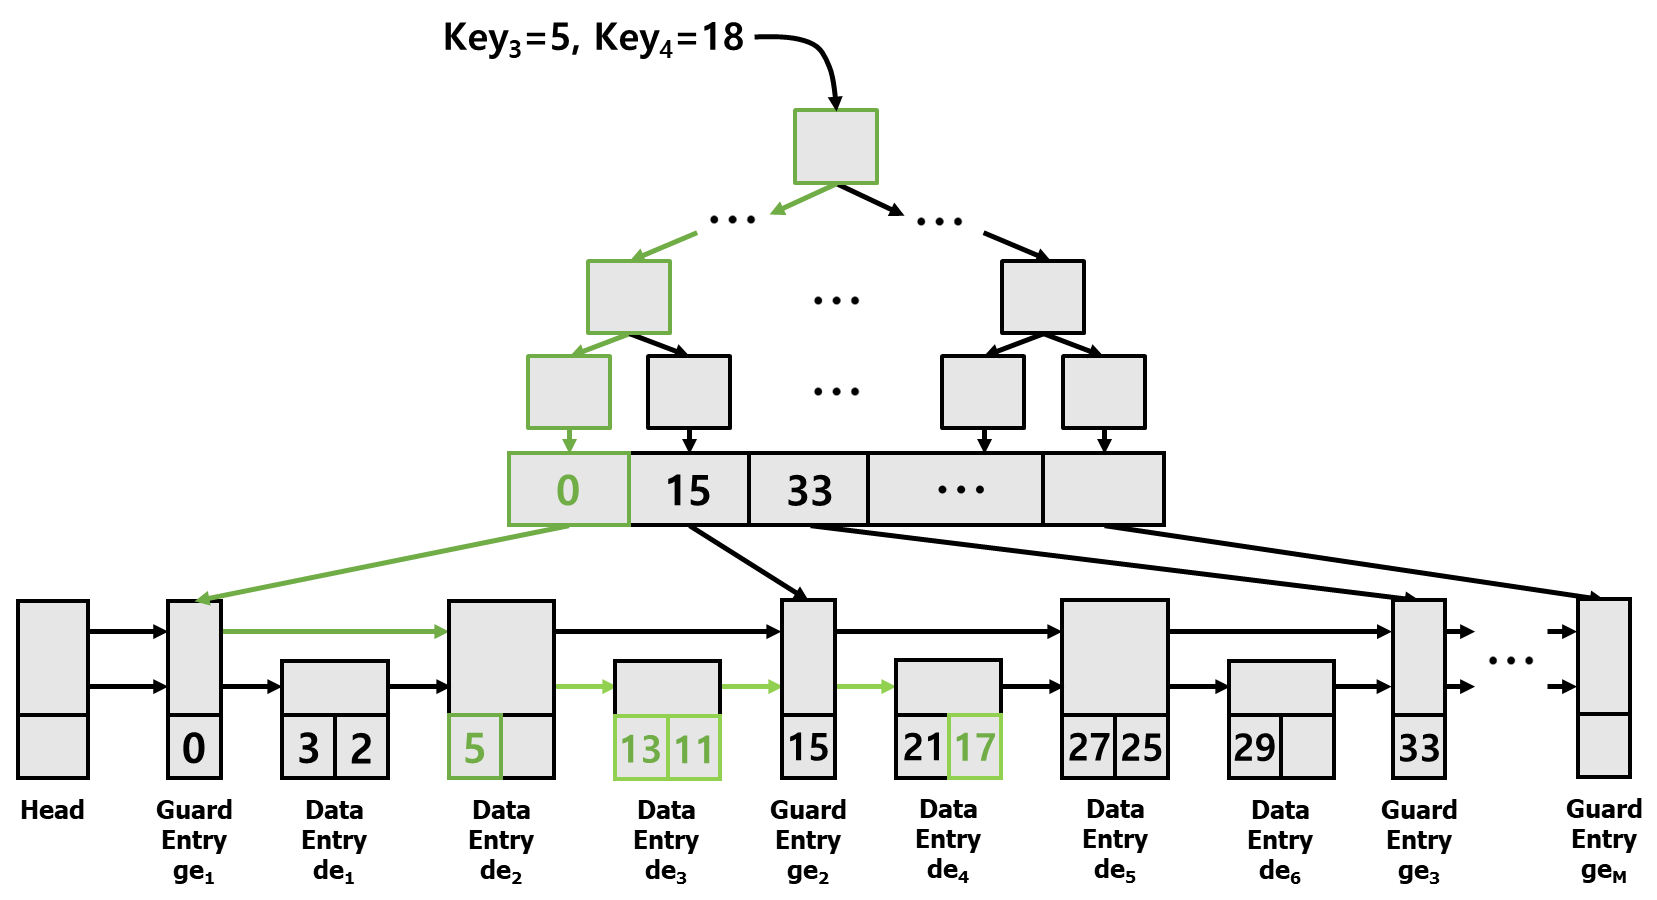 Key₃=5, Key₄=18
... ...
...
...
0 15 33 ...
...
0 3 2 5 13 11 15 21 17 27 25 29 33
Head
Guard Entry ge₁
Data Entry de₁
Data Entry de₂
Data Entry de₃
Guard Entry ge₂
Data Entry de₄
Data Entry de₅
Data Entry de₆
Guard Entry ge₃
Guard Entry geM